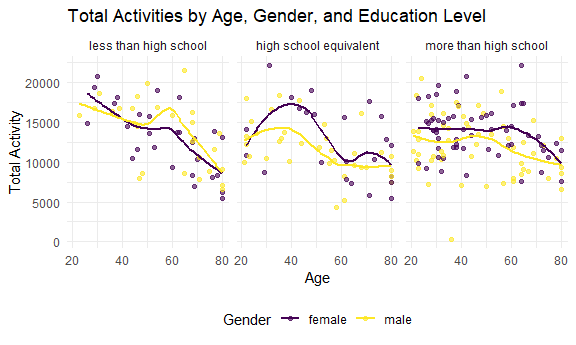 Total Activities by Age, Gender, and Education Level
less than high school high school equivalent more than high school
20000
15000
10000
5000
0
20 40 60 80 20 40 60 80 20 40 60 80
Total Activity
Age
Gender female male